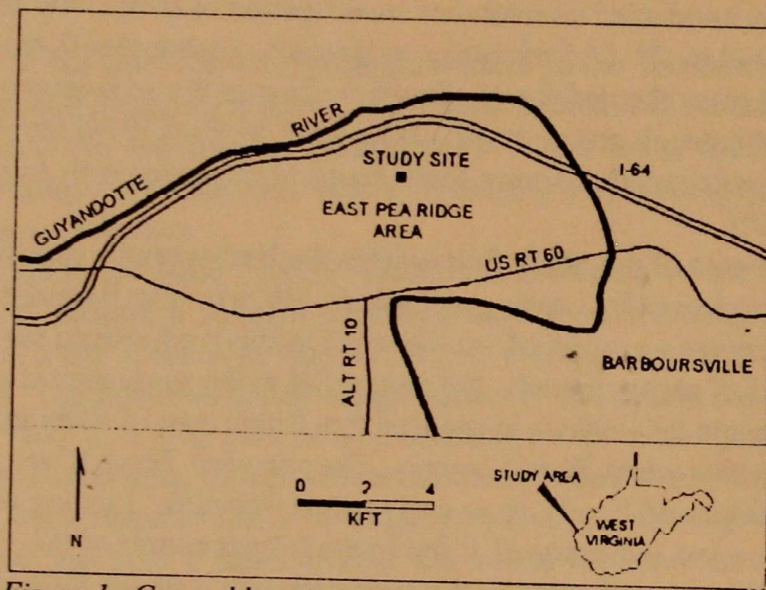 GUYANDOTTE RIVER
STUDY SITE
I-64
EAST PEA RIDGE
AREA
US RT 60
ALT RT 10
BARBOURSVILLE
N
0 2 4
KFT
STUDY AREA
WEST
VIRGINIA